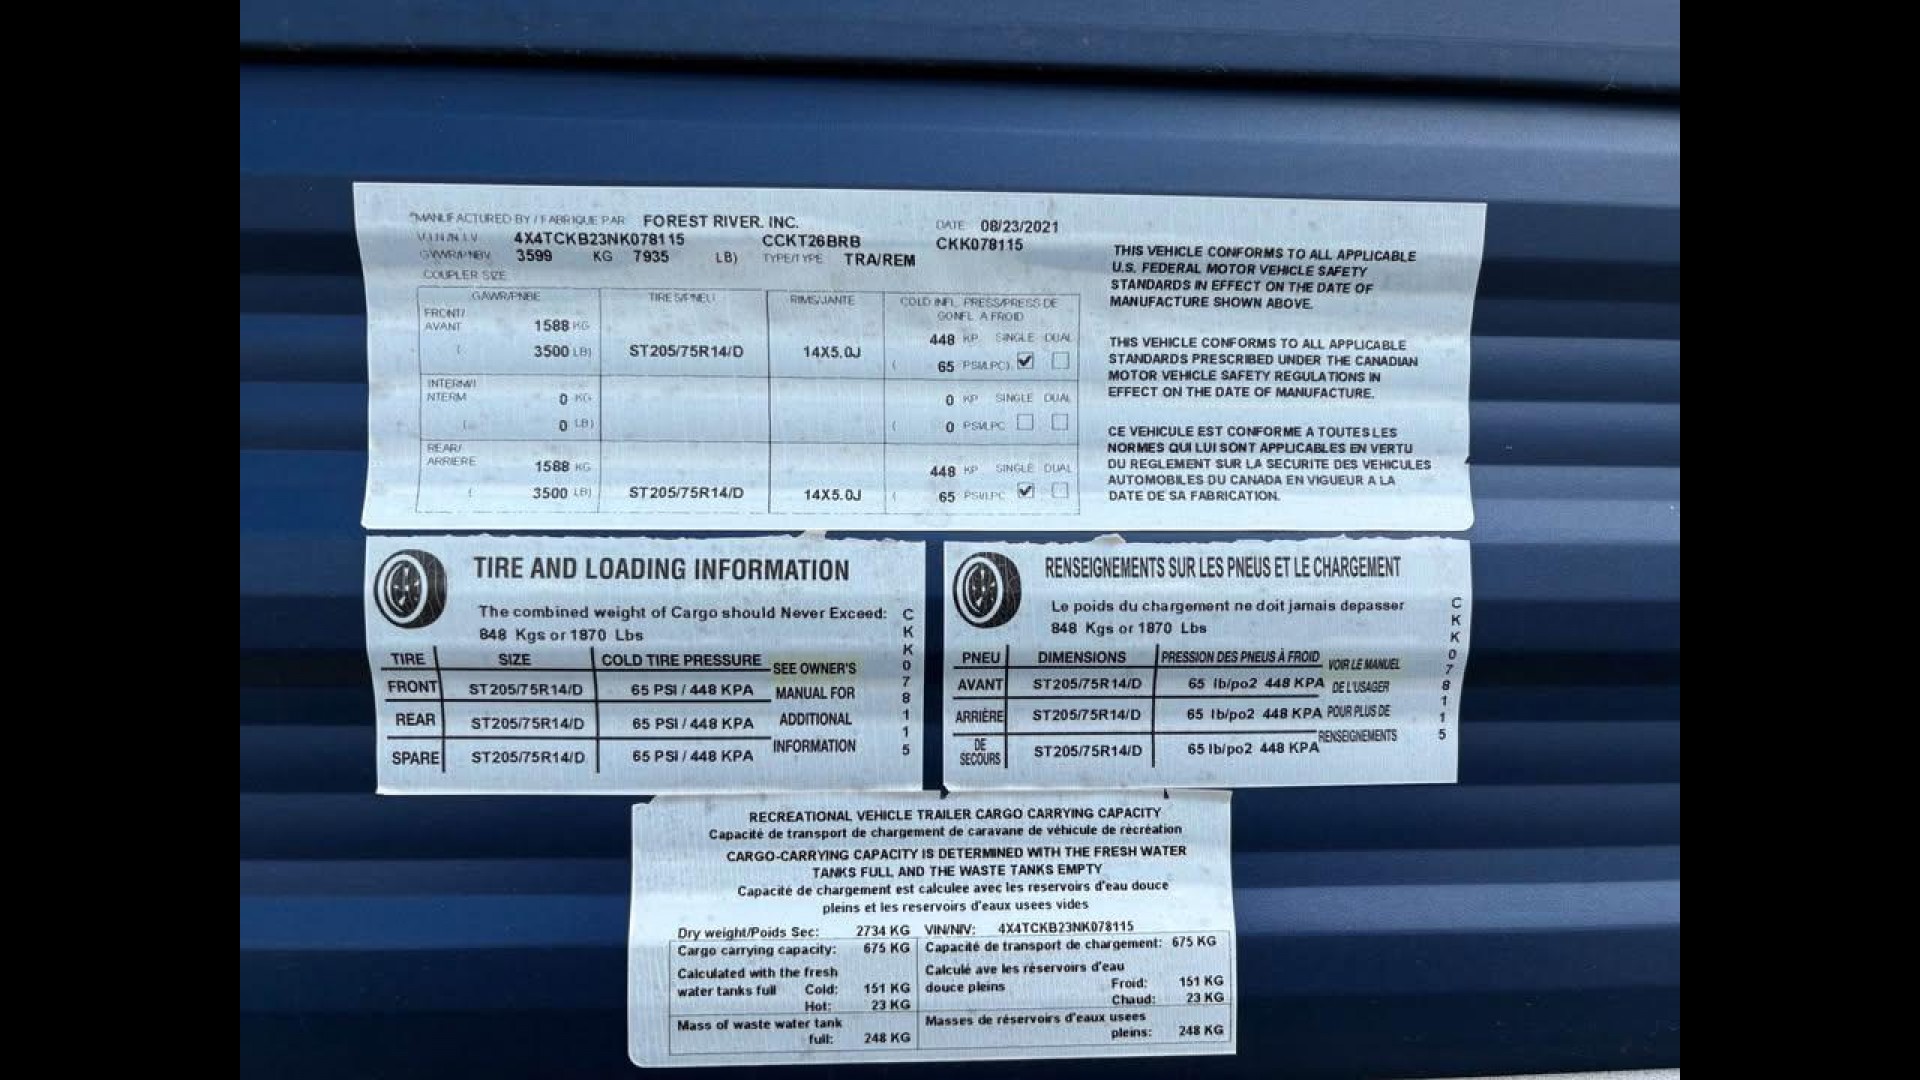 MANUFACTURED BY / FABRIQUE PAR FOREST RIVER. INC. DATE 08/23/2021
V.I.N./N.I.V. 4X4TCKB23NK078115 CCKT26BRB CKK078115
GVWR/PNBV 3599 KG 7935 LB) TYPE/TYPE TRA/REM
COUPLER SIZE
GAWR/PNBE TIRES/PNEU RIMS/JANTE COLD INFL. PRESS/PRESS DE
GONFL. A FROID
FRONT/
AVANT 1588 KG 448 KP SINGLE DUAL
( 3500 LB) ST205/75R14/D 14X5.0J ( 65 PSI/LPC)
INTERM/I
NTERM 0 KG 0 KP SINGLE DUAL
( 0 LB) ( 0 PSI/LPC
REAR/
ARRIERE 1588 KG 448 KP SINGLE DUAL
( 3500 LB) ST205/75R14/D 14X5.0J ( 65 PSI/LPC
THIS VEHICLE CONFORMS TO ALL APPLICABLE
U.S. FEDERAL MOTOR VEHICLE SAFETY
STANDARDS IN EFFECT ON THE DATE OF
MANUFACTURE SHOWN ABOVE.
THIS VEHICLE CONFORMS TO ALL APPLICABLE
STANDARDS PRESCRIBED UNDER THE CANADIAN
MOTOR VEHICLE SAFETY REGULATIONS IN
EFFECT ON THE DATE OF MANUFACTURE.
CE VEHICULE EST CONFORME A TOUTES LES
NORMES QUI LUI SONT APPLICABLES EN VERTU
DU REGLEMENT SUR LA SECURITE DES VEHICULES
AUTOMOBILES DU CANADA EN VIGUEUR A LA
DATE DE SA FABRICATION.
TIRE AND LOADING INFORMATION
The combined weight of Cargo should Never Exceed:
848 Kgs or 1870 Lbs
TIRE SIZE COLD TIRE PRESSURE SEE OWNER'S
FRONT ST205/75R14/D 65 PSI / 448 KPA MANUAL FOR
REAR ST205/75R14/D 65 PSI / 448 KPA ADDITIONAL
SPARE ST205/75R14/D 65 PSI / 448 KPA INFORMATION
CKK078115
RENSEIGNEMENTS SUR LES PNEUS ET LE CHARGEMENT
Le poids du chargement ne doit jamais depasser
848 Kgs or 1870 Lbs
PNEU DIMENSIONS PRESSION DES PNEUS À FROID VOIR LE MANUEL
AVANT ST205/75R14/D 65 lb/po2 448 KPA DE L'USAGER
ARRIÈRE ST205/75R14/D 65 lb/po2 448 KPA POUR PLUS DE
DE
SECOURS ST205/75R14/D 65 lb/po2 448 KPA RENSEIGNEMENTS
CKK078115
RECREATIONAL VEHICLE TRAILER CARGO CARRYING CAPACITY
Capacité de transport de chargement de caravane de véhicule de récréation
CARGO-CARRYING CAPACITY IS DETERMINED WITH THE FRESH WATER
TANKS FULL AND THE WASTE TANKS EMPTY
Capacité de chargement est calculee avec les reservoirs d'eau douce
pleins et les reservoirs d'eaux usees vides
Dry weight/Poids Sec: 2734 KG VIN/NIV: 4X4TCKB23NK078115
Cargo carrying capacity: 675 KG Capacité de transport de chargement: 675 KG
Calculated with the fresh
water tanks full Cold: 151 KG
Hot: 23 KG
Calculé ave les réservoirs d'eau
douce pleins Froid: 151 KG
Chaud: 23 KG
Mass of waste water tank
full: 248 KG
Masses de réservoirs d'eaux usees
pleins: 248 KG